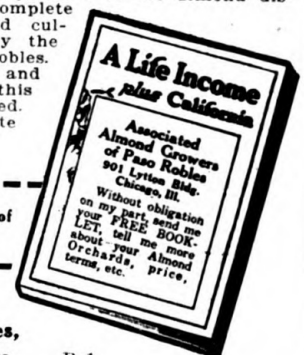 omplete
d cul-
y the
obles.
and
this
ed.
te
of
es,
A Life Income
plus California
Associated
Almond Growers
of Paso Robles
901 Lytton Bldg.
Chicago, Ill.
Without obligation
on my part, send me
your FREE BOOK-
LET, tell me more
about your Almond
Orchards, price,
terms, etc.